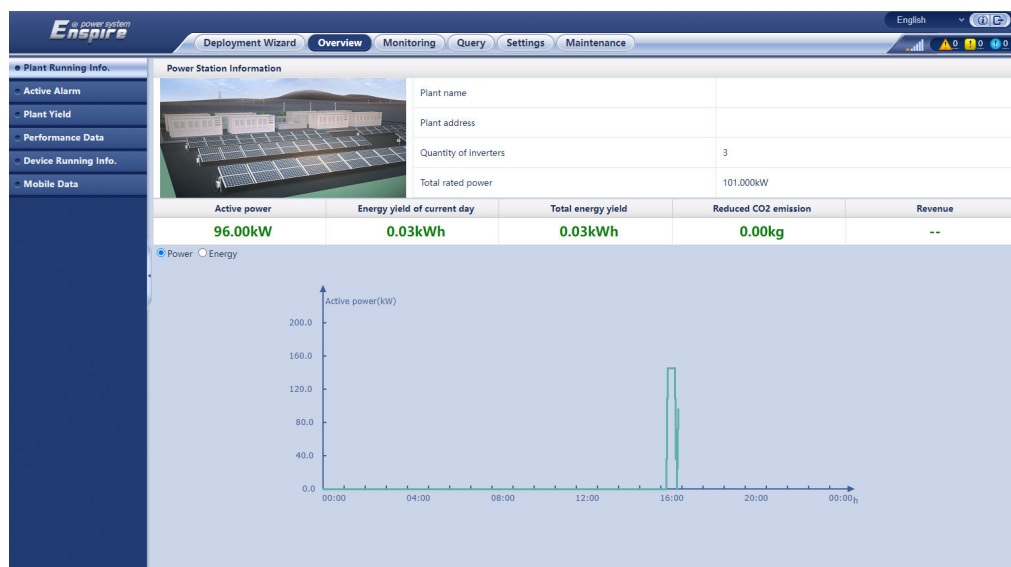 English
@ power system
Enspire
Deployment Wizard Overview Monitoring Query Settings Maintenance
0 0 0
Plant Running Info.
Active Alarm
Plant Yield
Performance Data
Device Running Info.
Mobile Data
Power Station Information
Plant name
Plant address
Quantity of inverters 3
Total rated power 101.000kW
Active power Energy yield of current day Total energy yield Reduced CO2 emission Revenue
96.00kW 0.03kWh 0.03kWh 0.00kg --
Power Energy
Active power(kW)
200.0
160.0
120.0
80.0
40.0
0.0
00:00 04:00 08:00 12:00 16:00 20:00 00:00 h